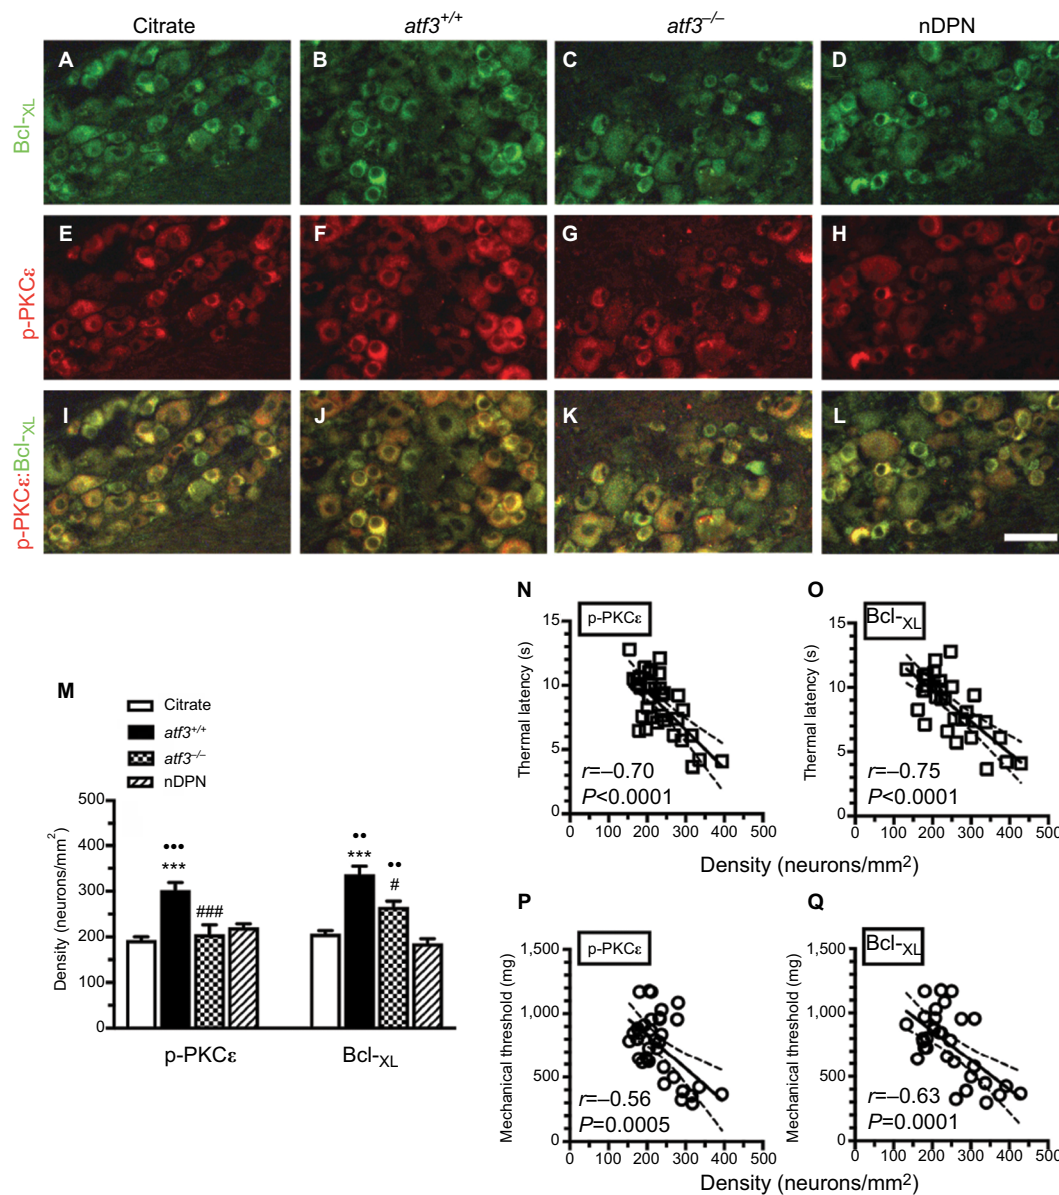 Citrate atf3+/+ atf3–/– nDPN
Bcl-XL
A B C D
p-PKCε
E F G H
p-PKCε:Bcl-XL
I J K L
M
Citrate
atf3+/+
atf3–/–
nDPN
Density (neurons/mm2)
500
400
300
200
100
0
•••
***
###
••
***
••
#
p-PKCε Bcl-XL
N
p-PKCε
Thermal latency (s)
15
10
5
0
r=–0.70
P<0.0001
0 100 200 300 400 500
O
Bcl-XL
Thermal latency (s)
15
10
5
0
r=–0.75
P<0.0001
0 100 200 300 400 500
Density (neurons/mm2)
P
p-PKCε
Mechanical threshold (mg)
1,500
1,000
500
0
r=–0.56
P=0.0005
0 100 200 300 400 500
Q
Bcl-XL
Mechanical threshold (mg)
1,500
1,000
500
0
r=–0.63
P=0.0001
0 100 200 300 400 500
Density (neurons/mm2)